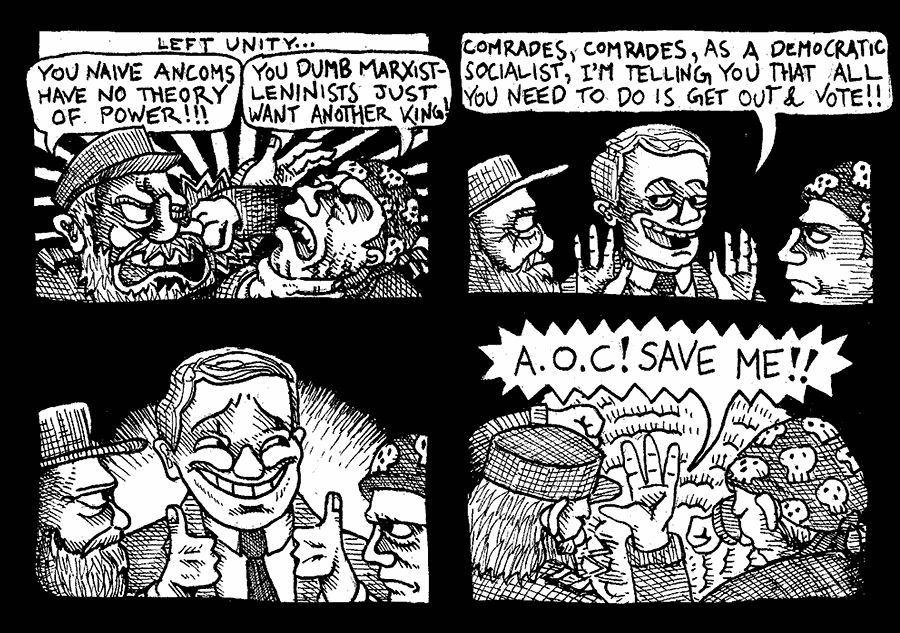 LEFT UNITY...
YOU NAIVE ANCOMS
HAVE NO THEORY
OF POWER!!!
YOU DUMB MARXIST-
LENINISTS JUST
WANT ANOTHER KING!
COMRADES, COMRADES, AS A DEMOCRATIC
SOCIALIST, I'M TELLING YOU THAT ALL
YOU NEED TO DO IS GET OUT & VOTE!!
A.O.C! SAVE ME!!